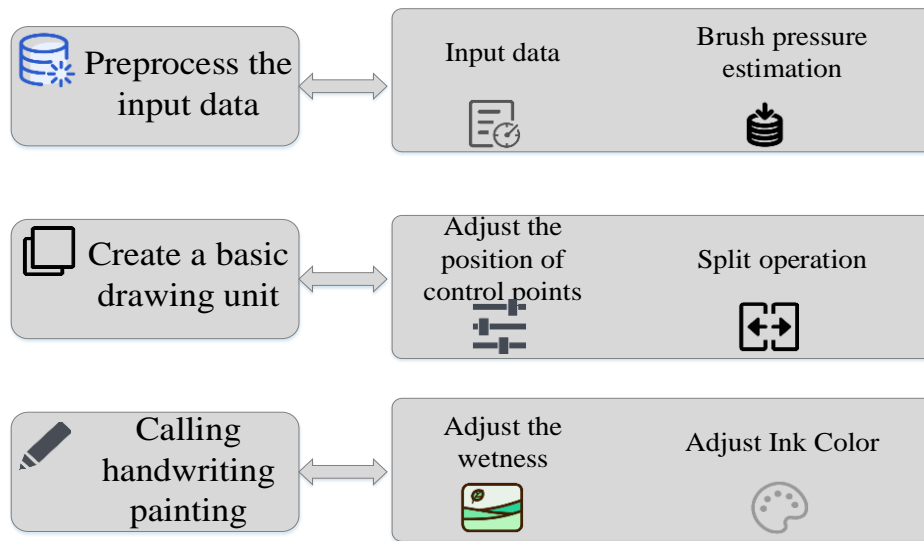 Preprocess the
input data
Input data
Brush pressure
estimation
Create a basic
drawing unit
Adjust the
position of
control points
Split operation
Calling
handwriting
painting
Adjust the
wetness
Adjust Ink Color